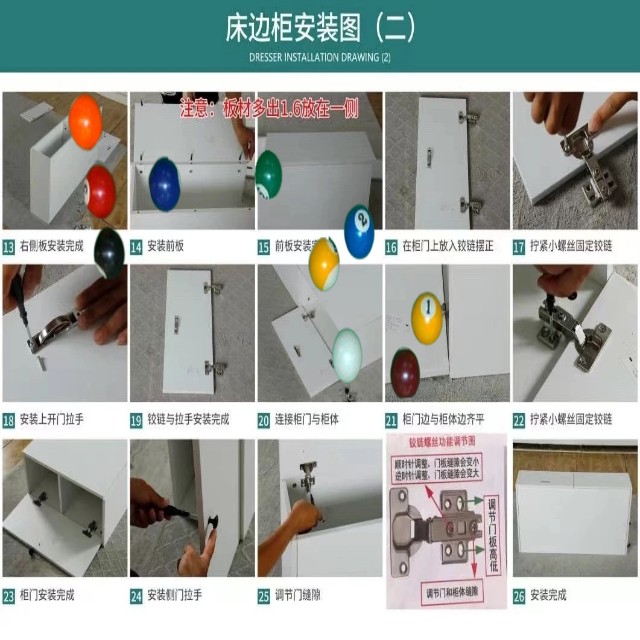 床边柜安装图（二）
DRESSER INSTALLATION DRAWING (2)
注意：板材多出1.6放在一侧
13 右侧板安装完成
14 安装前板
15 前板安装
16 在柜门上放入铰链摆正
17 拧紧小螺丝固定铰链
18 安装上开门拉手
19 铰链与拉手安装完成
20 连接柜门与柜体
21 柜门边与柜体边齐平
22 拧紧小螺丝固定铰链
铰链螺丝功能调节图
顺时针调整，门板缝隙会变小
逆时针调整，门板缝隙会变大
调节门板高低
调节门和柜体缝隙
23 柜门安装完成
24 安装侧门拉手
25 调节门缝隙
26 安装完成